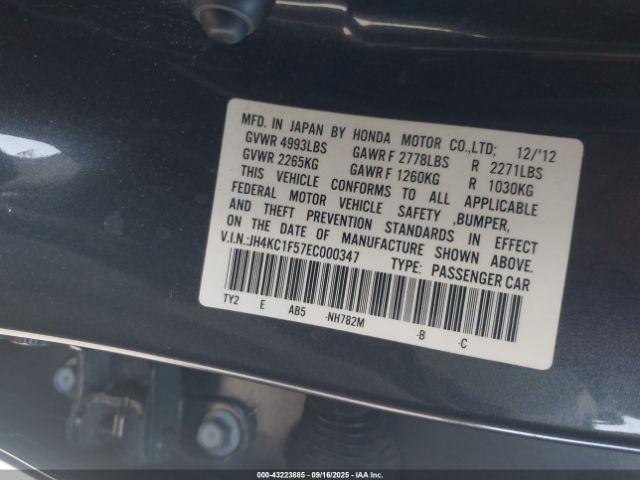 MFD. IN JAPAN BY HONDA MOTOR CO.,LTD; 12/'12
GVWR 4993LBS GAWR F 2778LBS R 2271LBS
GVWR 2265KG GAWR F 1260KG R 1030KG
THIS VEHICLE CONFORMS TO ALL APPLICABLE
FEDERAL MOTOR VEHICLE SAFETY ,BUMPER,
AND THEFT PREVENTION STANDARDS IN EFFECT
ON THE DATE OF MANUFACTURE SHOWN ABOVE.
V.I.N.:JH4KC1F57EC000347 TYPE: PASSENGER CAR
TY2 E AB5 -NH782M -B -C
000-43223885 09/16/2025 - IAA Inc.